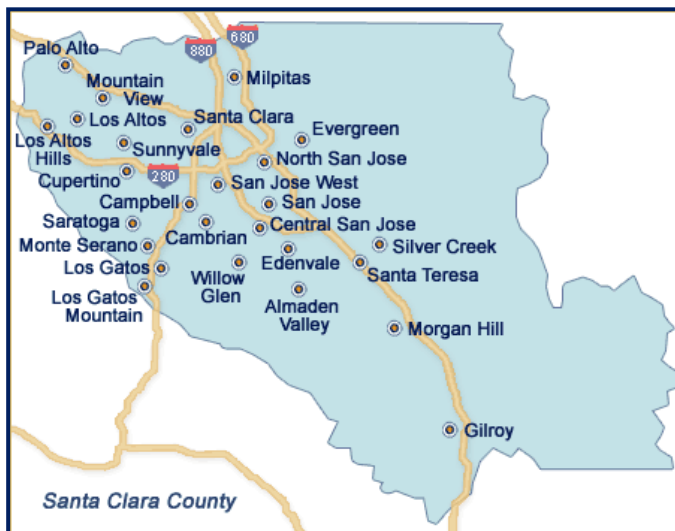 680
880
Palo Alto
Milpitas
Mountain
View
Los Altos
Santa Clara
Evergreen
Los Altos
Hills
Sunnyvale
North San Jose
Cupertino
280
San Jose West
Campbell
San Jose
Saratoga
Cambrian
Central San Jose
Monte Serano
Silver Creek
Edenvale
Los Gatos
Willow
Glen
Santa Teresa
Los Gatos
Mountain
Almaden
Valley
Morgan Hill
Gilroy
Santa Clara County